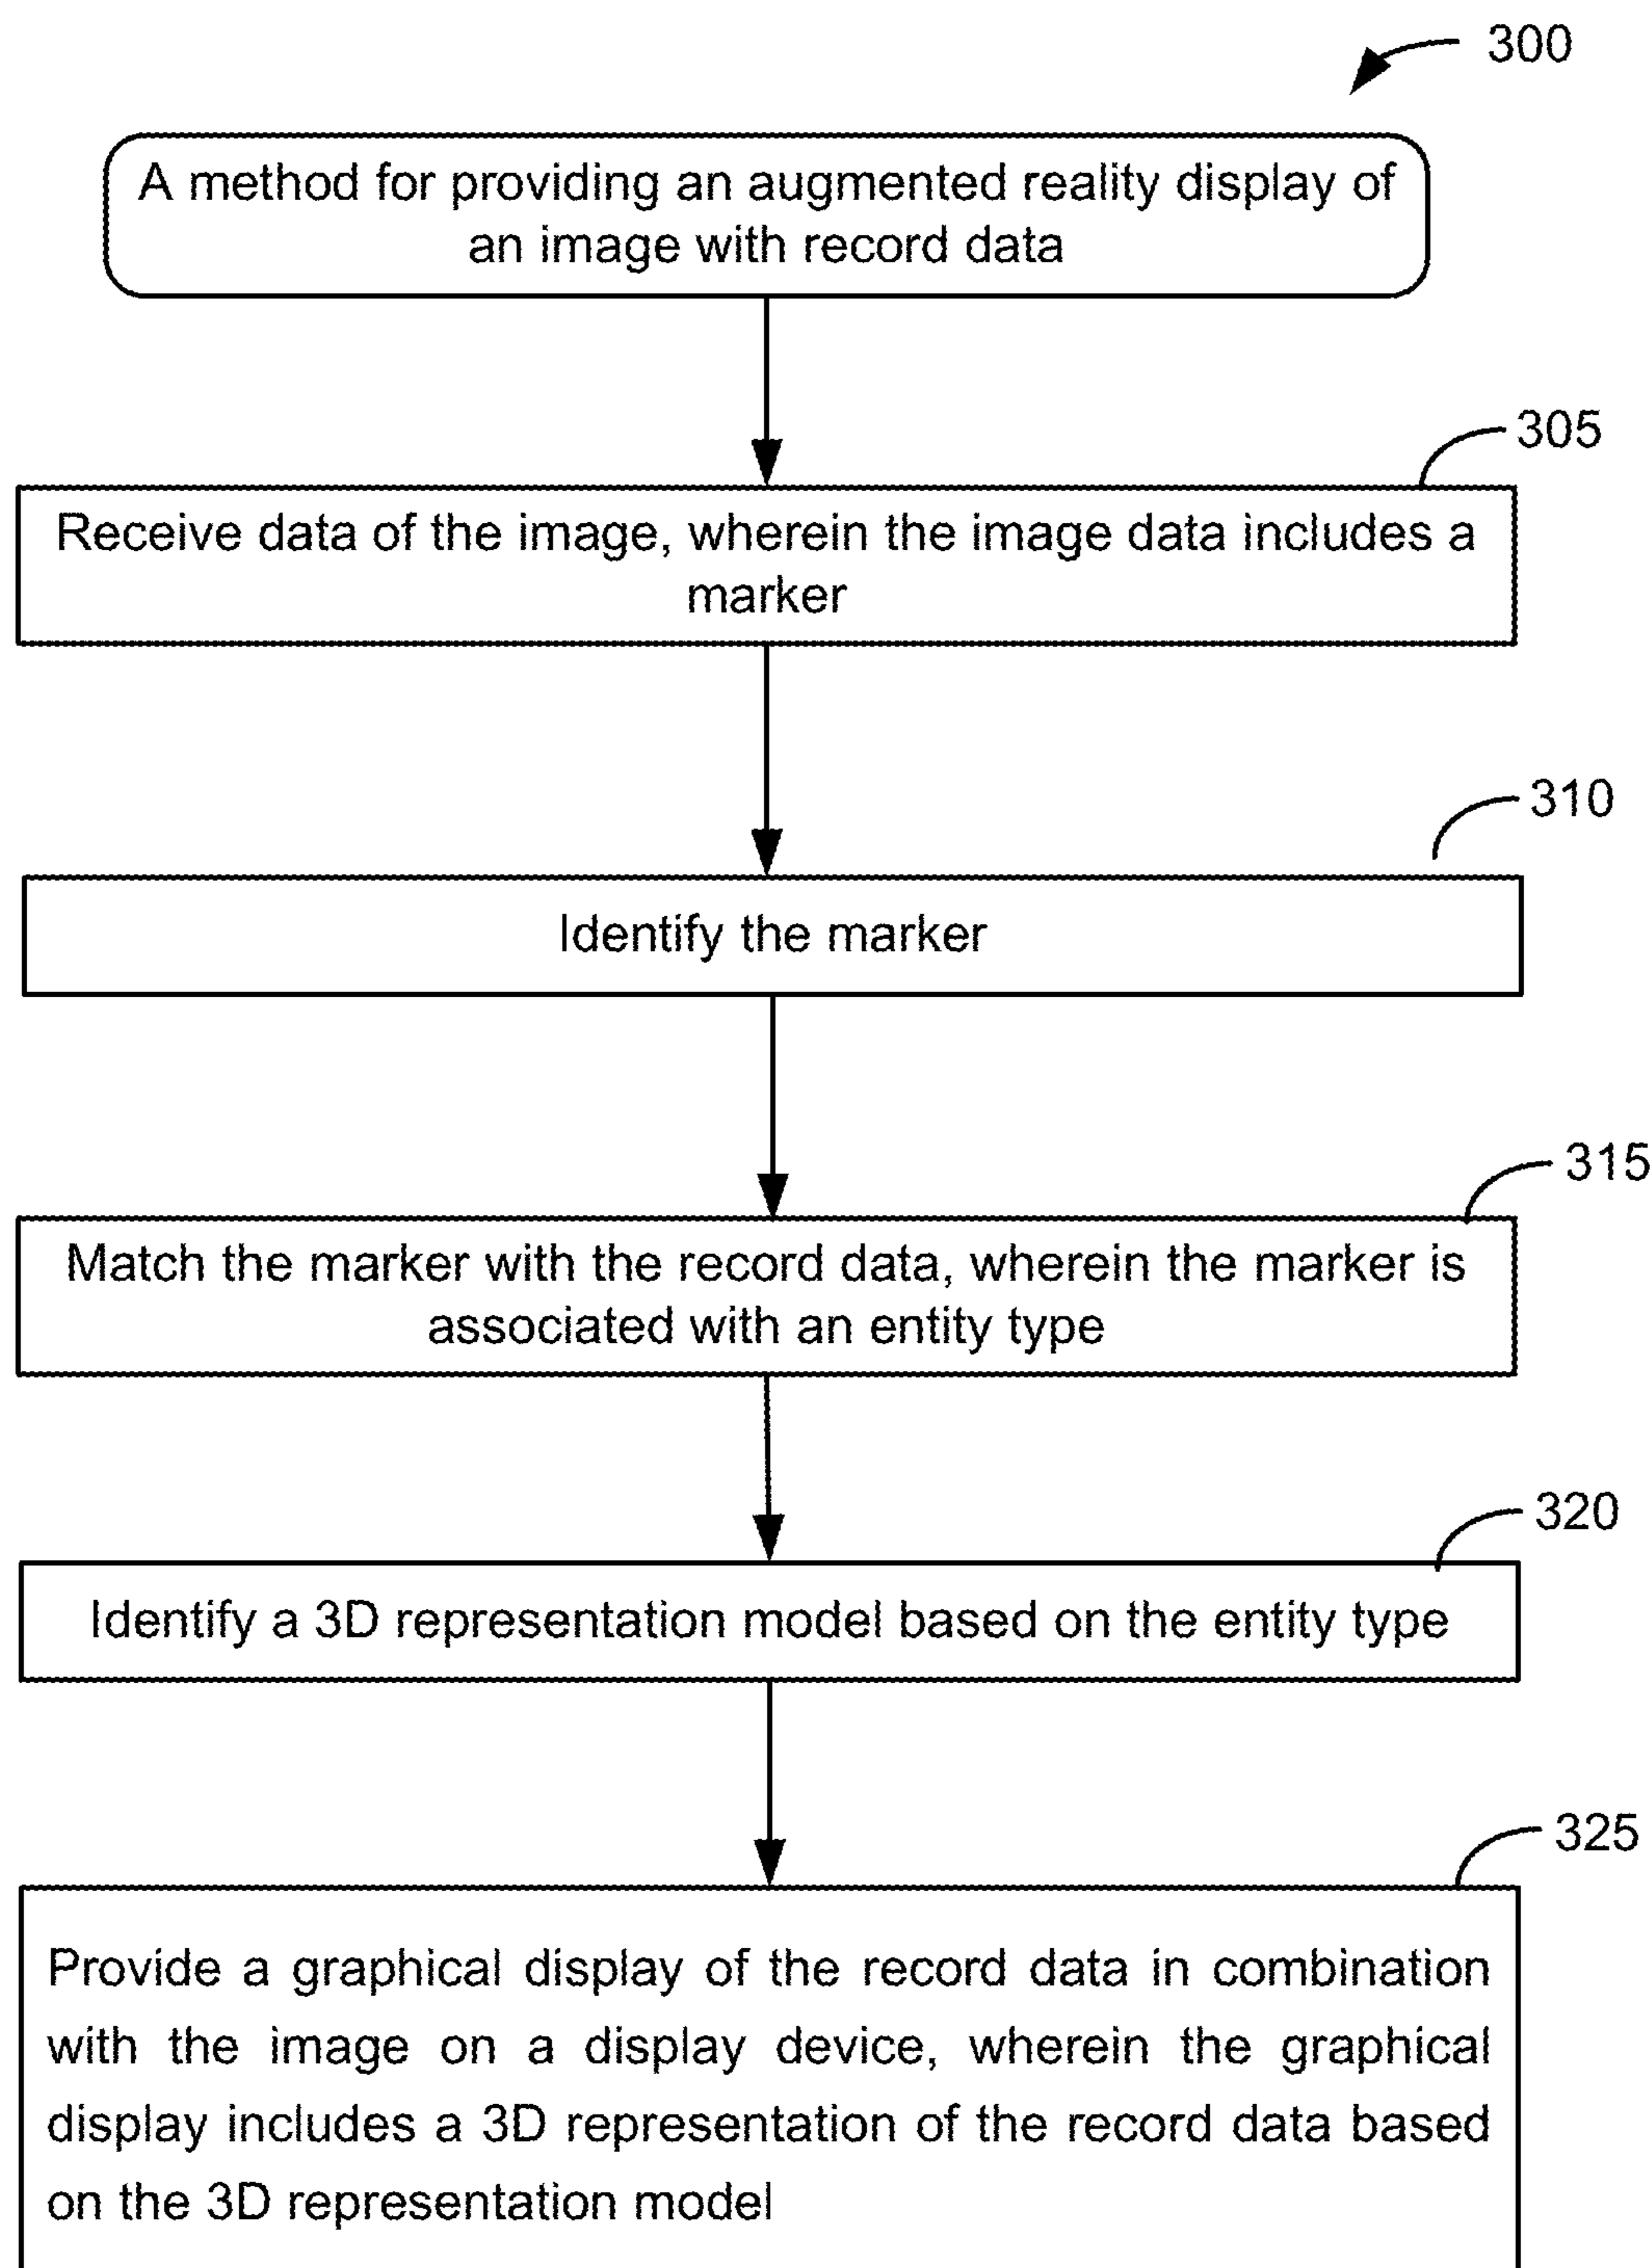 300
A method for providing an augmented reality display of
an image with record data
305
Receive data of the image, wherein the image data includes a
marker
310
Identify the marker
315
Match the marker with the record data, wherein the marker is
associated with an entity type
320
Identify a 3D representation model based on the entity type
325
Provide a graphical display of the record data in combination
with the image on a display device, wherein the graphical
display includes a 3D representation of the record data based
on the 3D representation model